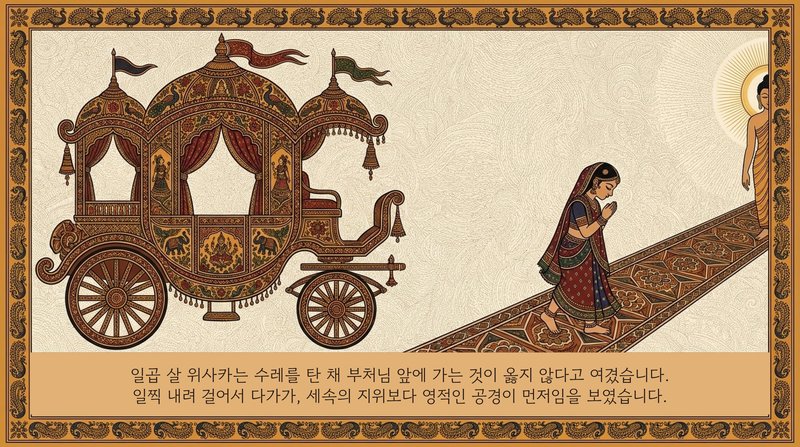 일곱 살 위사카는 수레를 탄 채 부처님 앞에 가는 것이 옳지 않다고 여겼습니다.
일찍 내려 걸어서 다가가, 세속의 지위보다 영적인 공경이 먼저임을 보였습니다.